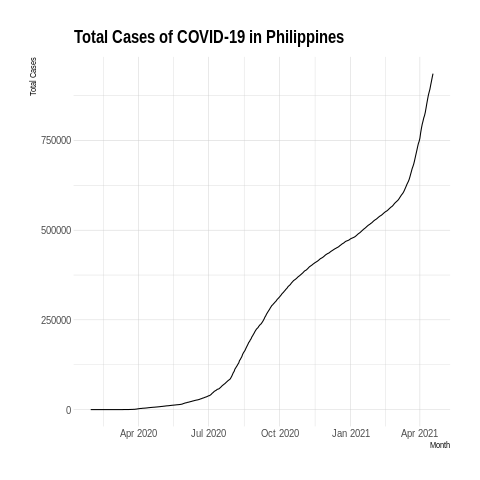 Total Cases of COVID-19 in Philippines
Total Cases
750000
500000
250000
0
Apr 2020 Jul 2020 Oct 2020 Jan 2021 Apr 2021
Month